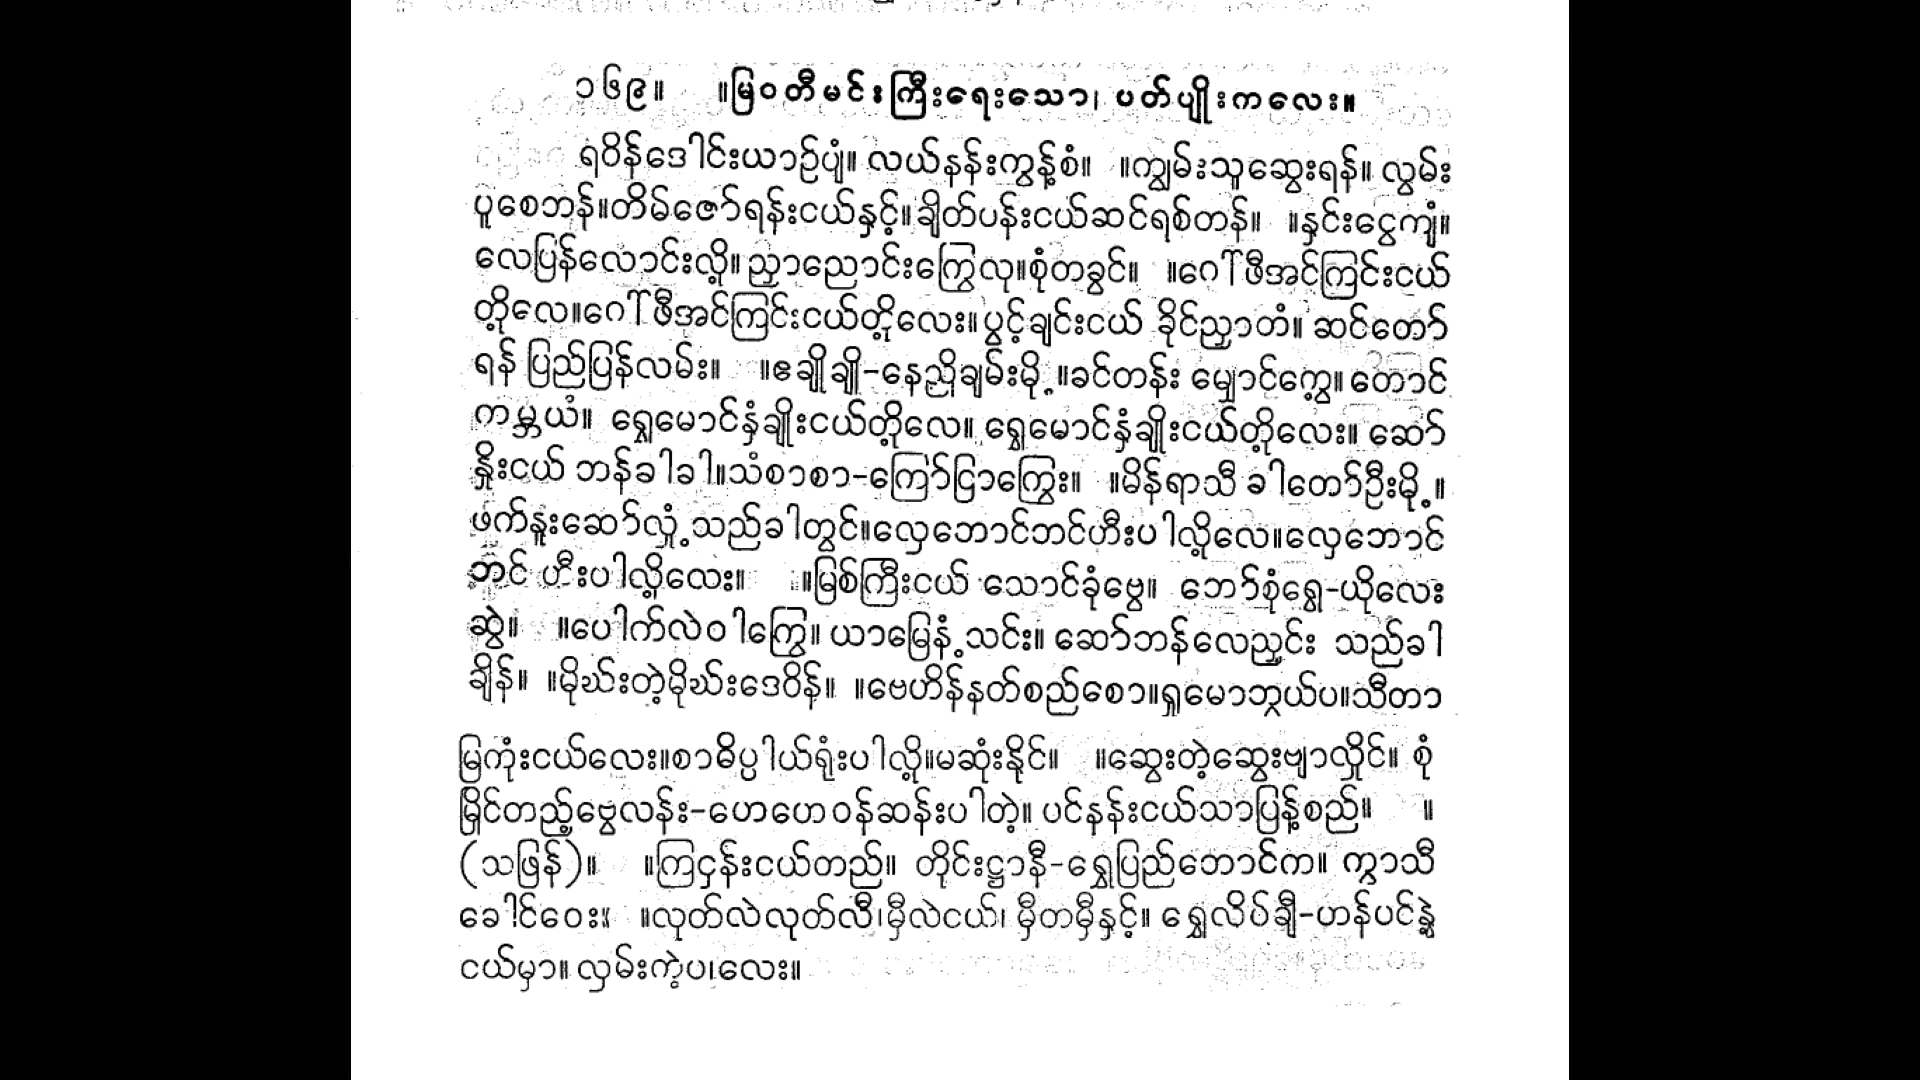 ၁၆၉။ ။မြဝတီမင်းကြီးရေးသော၊ ပတ်ပျိုးကလေး။
ရဝိန်ဒေါင်းယာဉ်ပျံ။ လယ်နန်းကွန့်စံ။ ။ကျွမ်းသူဆွေးရန်။ လွမ်း
ပူစေဘန်။တိမ်ဇော်ရန်းငယ်နှင့်။ချိတ်ပန်းငယ်ဆင်ရစ်တန်။ ။နှင်းငွေကျံ။
လေပြန်လောင်းလို့။ညှာညောင်းကြွေလု။စုံတခွင်။ ။ဂေါ်ဖီအင်ကြင်းငယ်
တို့လေ။ဂေါ်ဖီအင်ကြင်းငယ်တို့လေး။ပွင့်ချင်းငယ် ခိုင်ညှာတံ။ ဆင်တော်
ရန် ပြည်ပြန်လမ်း။ ။ဧချိုချို-နေညိုချမ်းမို့။ခင်တန်း မှျောင်ကွေ့။ တောင်
ကမ္ဘယံ။ ရွှေမောင်နှံချိုးငယ်တို့လေ။ ရွှေမောင်နှံချိုးငယ်တို့လေး။ ဆော်
နှိုးငယ် ဘန်ခါခါ။သံစာစာ-ကြော်ငြာကြွေး။ ။မိန်ရာသီ ခါတော်ဦးမို့။
ဖက်နူးဆော်လှုံ့သည်ခါတွင်။လှေဘောင်ဘင်ဟီးပါလို့လေ။လှေဘောင်
ဘင် ဟီးပါလို့လေး။ ။မြစ်ကြီးငယ် သောင်ခုံဗွေ။ ဘော်စုံရွှေ-ယိုလေး
ဆွဲ။ ။ပေါက်လဲဝါကြွေ။ ယာမြေနံ့သင်း။ ဆော်ဘန်လေညှင်း သည်ခါ
ချိန်။ ။မိုဃ်းတဲ့မိုဃ်းဒေဝိန်။ ။ဗေဟိန်နတ်စည်စော။ရှုမောဘွယ်ပ။သီတာ
မြကုံးငယ်လေး။စာဓိပ္ပါယ်ရုံးပါလို့။မဆုံးနိုင်။ ။ဆွေးတဲ့ဆွေးဗျာလှိုင်။ စုံ
မြှိုင်တည့်ဗွေလန်း-ဟေဟေဝန်ဆန်းပါတဲ့။ ပင်နန်းငယ်သာပြန့်စည်။ ။
(သဖြန်)။ ။ကြငှန်းငယ်တည်။ တိုင်းဋ္ဌာနီ-ရွှေပြည်ဘောင်က။ ကွာသီ
ခေါင်ဝေး။ ။လုတ်လဲလုတ်လီ၊မှီလဲငယ်၊ မှီတမှီနှင့်။ ရွှေလိပ်ချီ-ဟန်ပင်နွဲ့
ငယ်မှာ။ လှမ်းကဲ့ပ၊လေး။